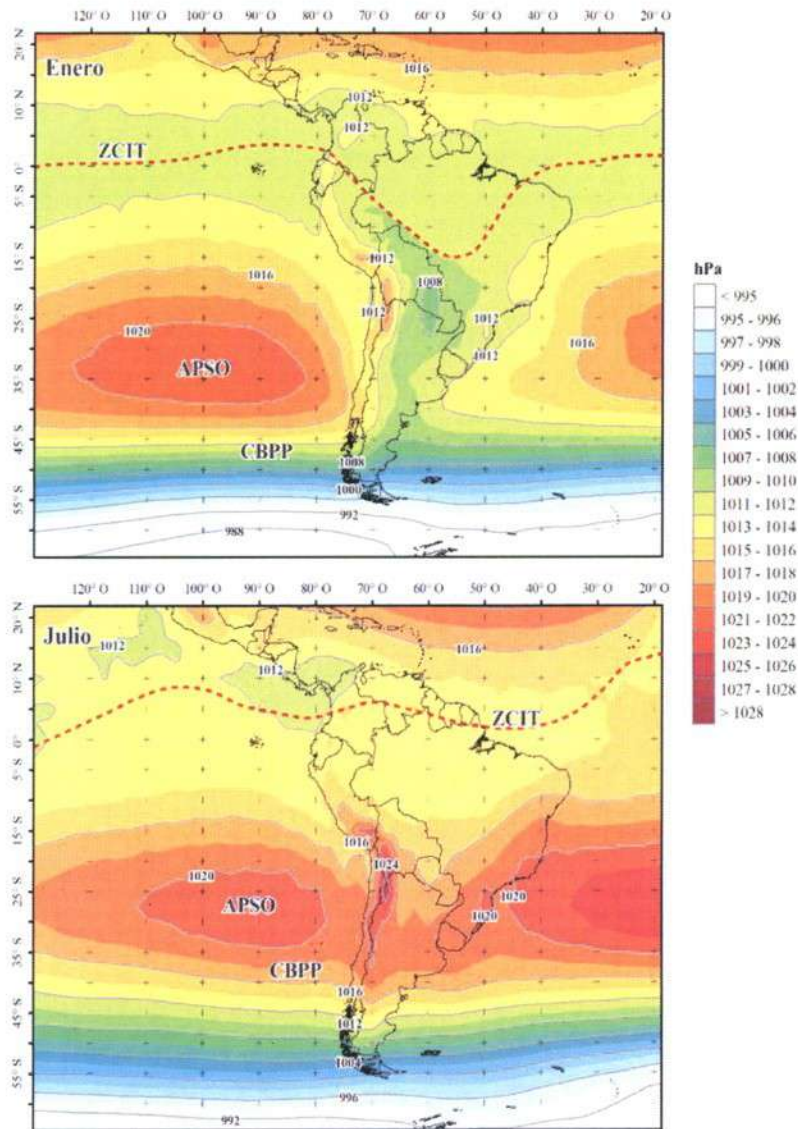 120° O 110° O 100° O 90° O 80° O 70° O 60° O 50° O 40° O 30° O 20° O
Enero
20° N
10° N
0°
5° S
15° S
25° S
35° S
45° S
55° S
1016
1012
1012
ZCIT
1016
1012
1008
1020
1012
1012
1016
APSO
1012
CBPP
1008
1000
992
988
hPa
< 995
995 - 996
997 - 998
999 - 1000
1001 - 1002
1003 - 1004
1005 - 1006
1007 - 1008
1009 - 1010
1011 - 1012
1013 - 1014
1015 - 1016
1017 - 1018
1019 - 1020
1021 - 1022
1023 - 1024
1025 - 1026
1027 - 1028
> 1028
120° O 110° O 100° O 90° O 80° O 70° O 60° O 50° O 40° O 30° O 20° O
Julio
20° N
10° N
0°
5° S
15° S
25° S
35° S
45° S
55° S
1012
1012
1016
ZCIT
1016
1024
1020
APSO
1020
1020
CBPP
1016
1012
1004
996
992